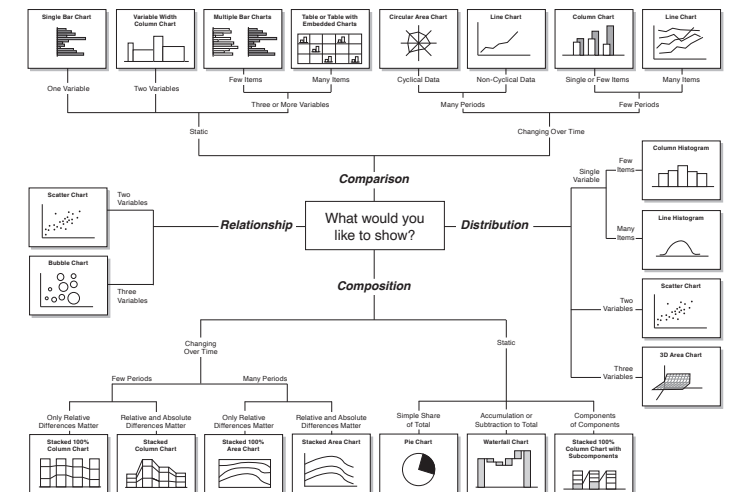 Single Bar Chart
Variable Width
Column Chart
Multiple Bar Charts
Table or Table with
Embedded Charts
Circular Area Chart
Line Chart
Column Chart
Line Chart
Few Items
Many Items
Cyclical Data
Non-Cyclical Data
Single or Few Items
Many Items
One Variable
Two Variables
Three or More Variables
Many Periods
Few Periods
Static
Changing Over Time
Comparison
Column Histogram
Few
Items
Single
Variable
Scatter Chart
Two
Variables
Relationship
What would you
like to show?
Distribution
Line Histogram
Many
Items
Bubble Chart
Three
Variables
Scatter Chart
Two
Variables
Composition
3D Area Chart
Three
Variables
Changing
Over Time
Static
Few Periods
Many Periods
Only Relative
Differences Matter
Relative and Absolute
Differences Matter
Only Relative
Differences Matter
Relative and Absolute
Differences Matter
Simple Share
of Total
Accumulation or
Subtraction to Total
Components
of Components
Stacked 100%
Column Chart
Stacked
Column Chart
Stacked 100%
Area Chart
Stacked Area Chart
Pie Chart
Waterfall Chart
Stacked 100%
Column Chart with
Subcomponents